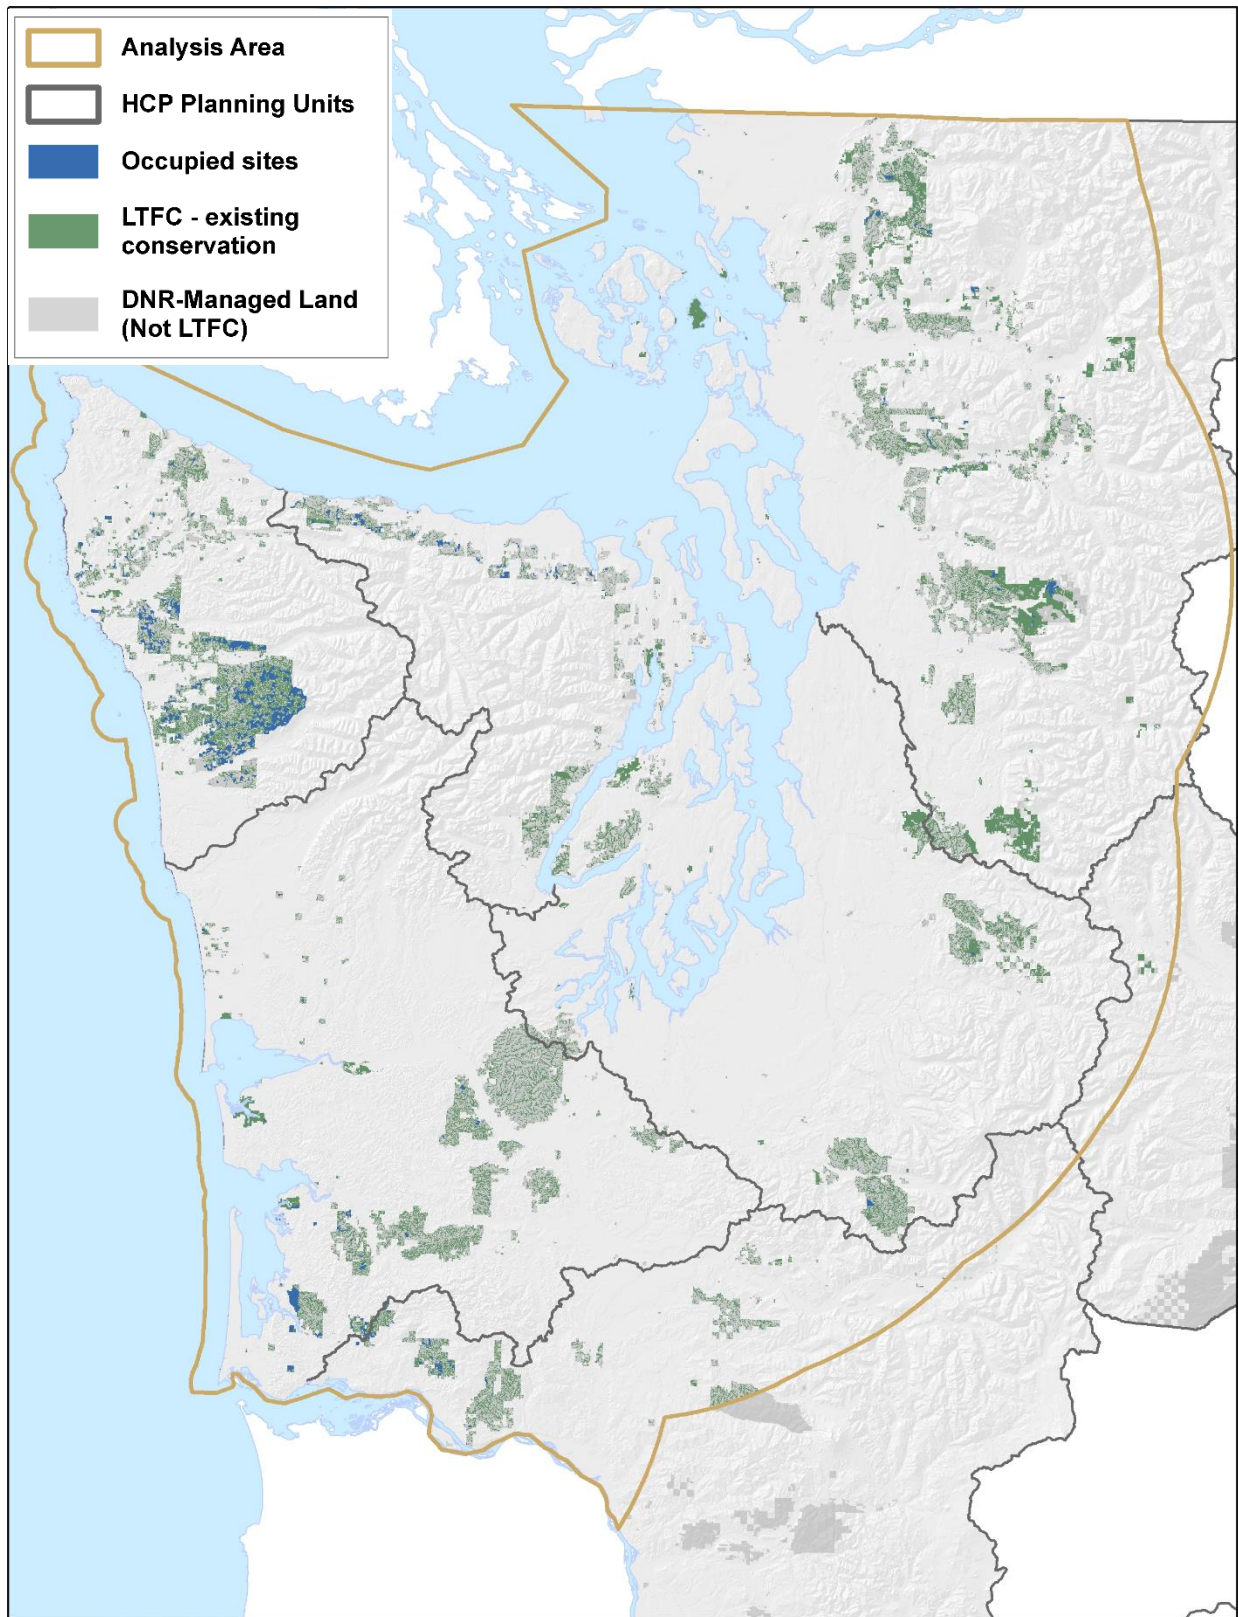 Analysis Area
HCP Planning Units
Occupied sites
LTFC - existing
conservation
DNR-Managed Land
(Not LTFC)